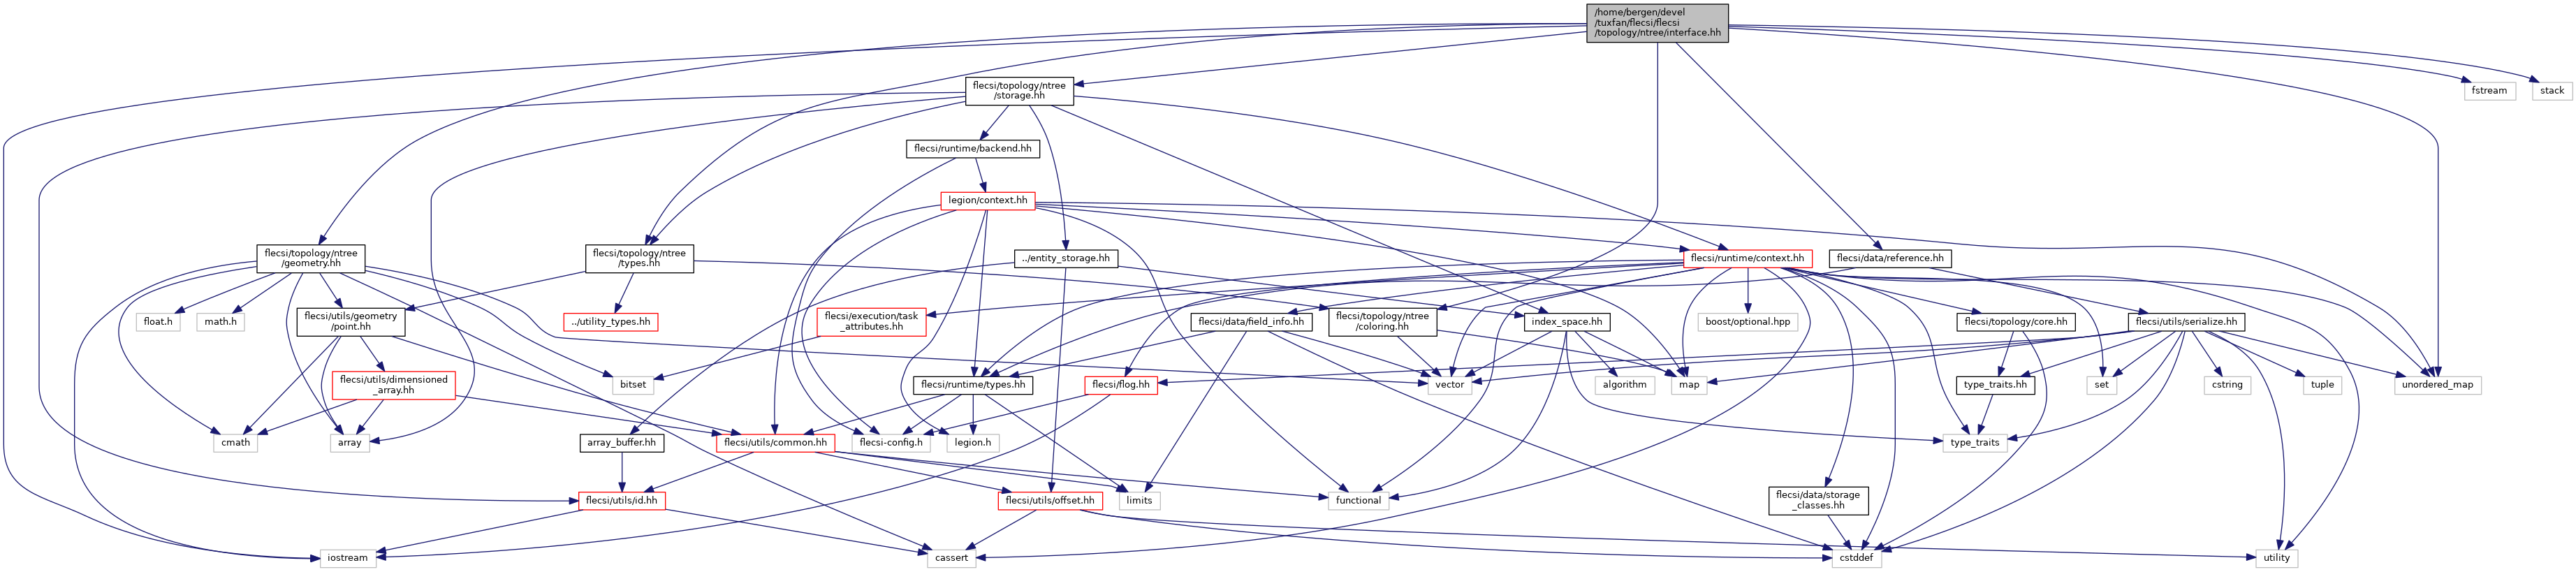 /home/bergen/devel
/tuxfan/flecsi/flecsi
/topology/ntree/interface.hh
flecsi/topology/ntree
/storage.hh
fstream
stack
flecsi/runtime/backend.hh
legion/context.hh
flecsi/topology/ntree
/geometry.hh
flecsi/topology/ntree
/types.hh
../entity_storage.hh
flecsi/runtime/context.hh
flecsi/data/reference.hh
float.h
math.h
flecsi/utils/geometry
/point.hh
../utility_types.hh
flecsi/execution/task
_attributes.hh
flecsi/data/field_info.hh
flecsi/topology/ntree
/coloring.hh
index_space.hh
boost/optional.hpp
flecsi/topology/core.hh
flecsi/utils/serialize.hh
flecsi/utils/dimensioned
_array.hh
bitset
flecsi/runtime/types.hh
flecsi/flog.hh
vector
algorithm
map
type_traits.hh
set
cstring
tuple
unordered_map
cmath
array
array_buffer.hh
flecsi/utils/common.hh
flecsi-config.h
legion.h
type_traits
flecsi/utils/id.hh
flecsi/utils/offset.hh
limits
functional
flecsi/data/storage
_classes.hh
iostream
cassert
cstddef
utility